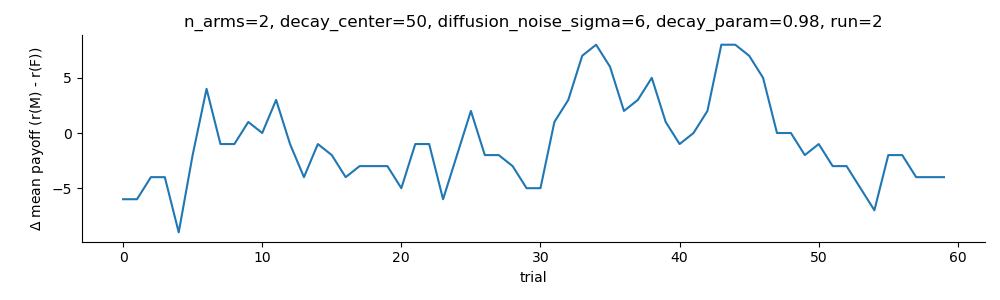 n_arms=2, decay_center=50, diffusion_noise_sigma=6, decay_param=0.98, run=2
Δ mean payoff (r(M) - r(F))
5
0
−5
0 10 20 30 40 50 60
trial